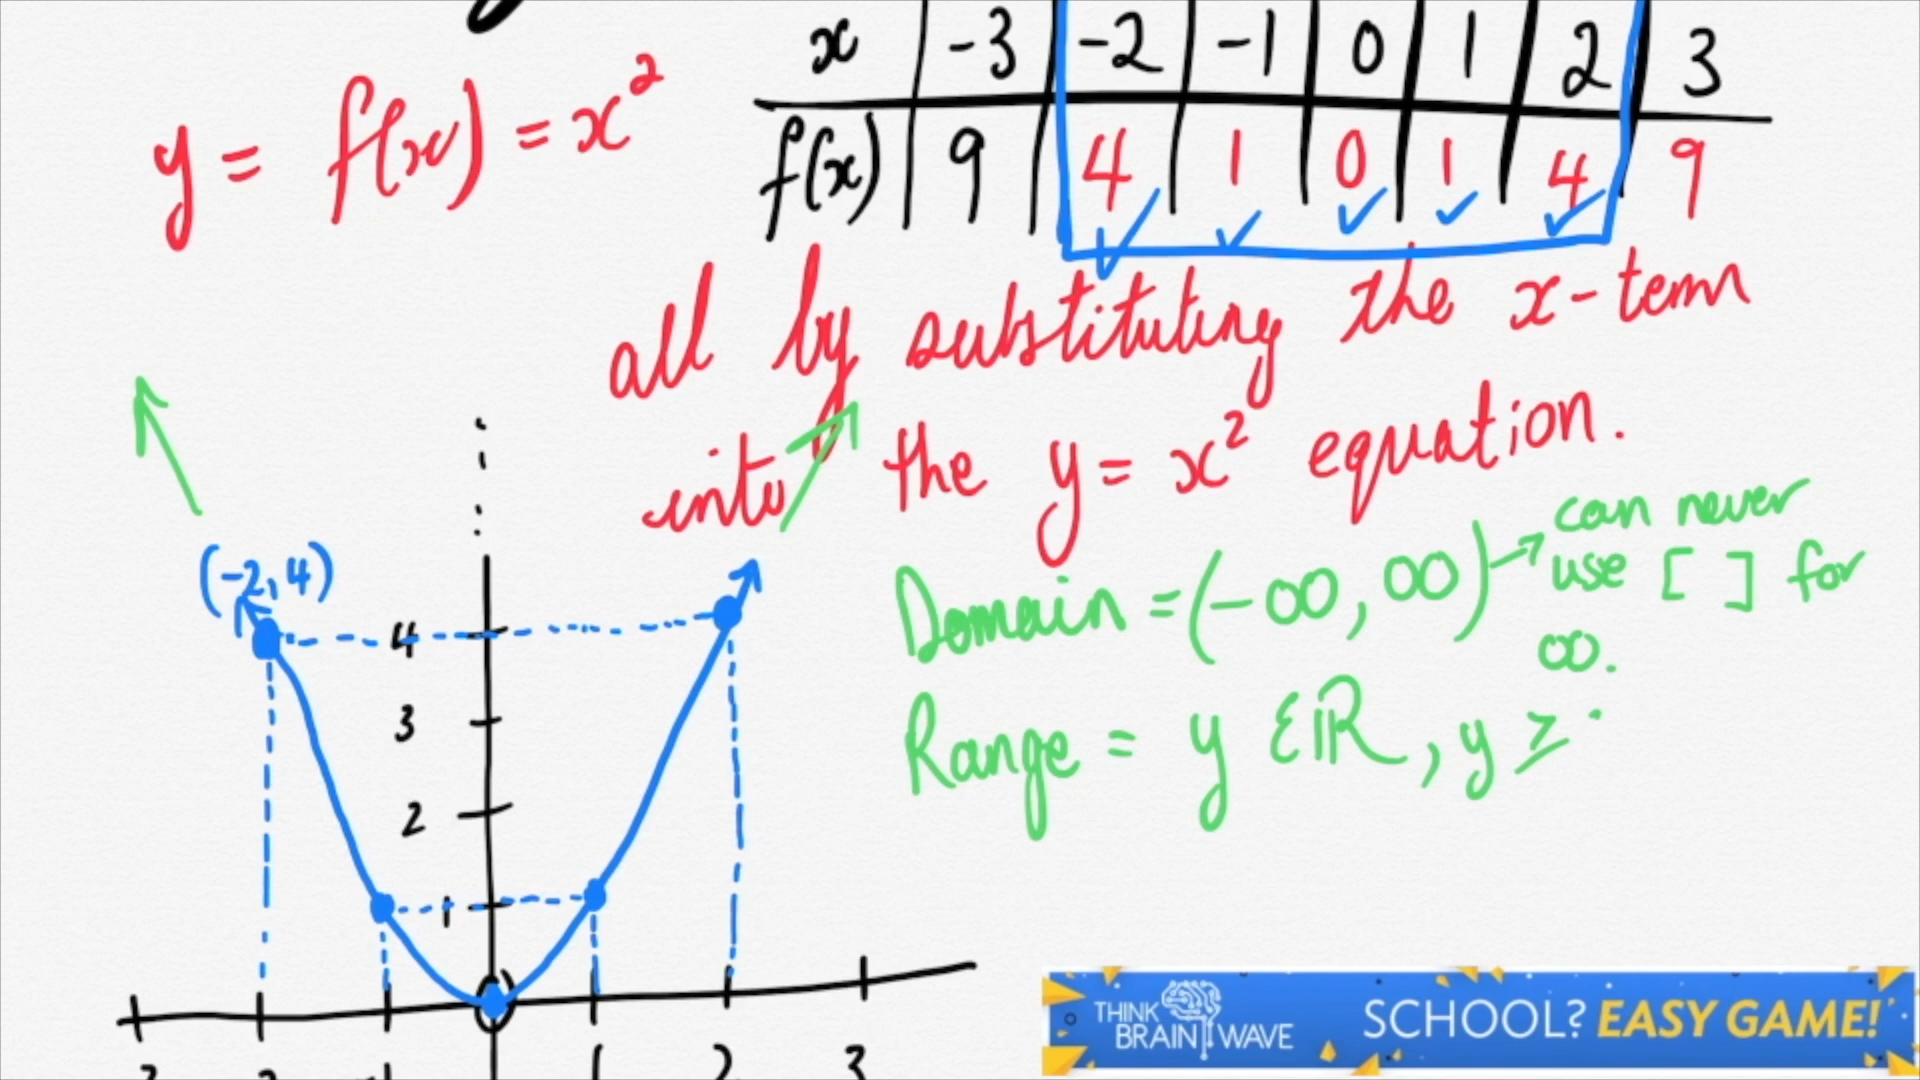 x -3 -2 -1 0 1 2 3
y = f(x) = x²
f(x) 9 4 1 0 1 4 9
all by substituting the x-term
into the y = x² equation.
can never
use [ ] for
∞.
Domain = (-∞, ∞)
(-2,4)
Range = y ∈ ℝ, y ≥
4
3
2
1
1 2 3
THINK
BRAINWAVE
SCHOOL? EASY GAME!